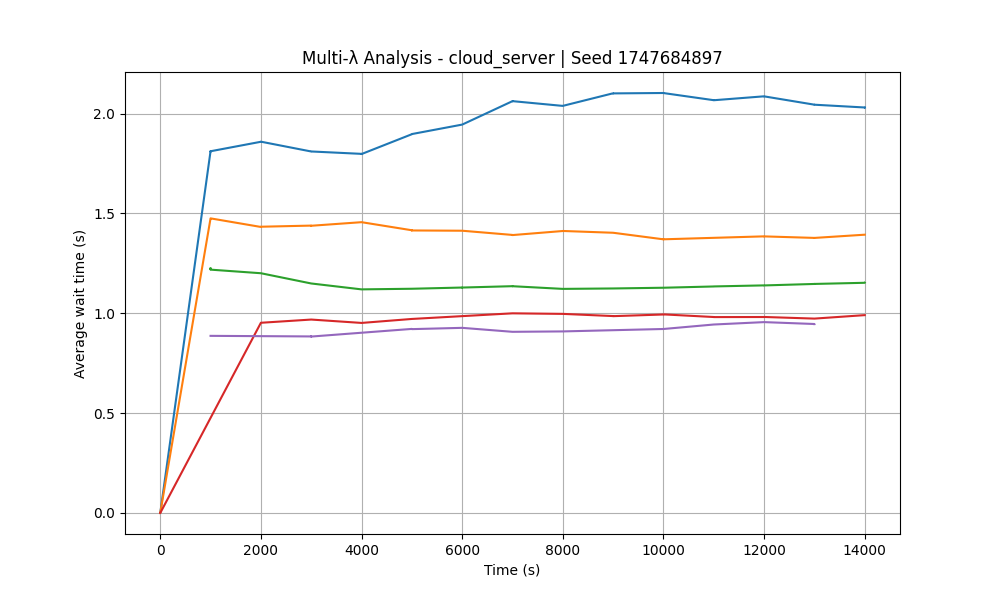 Multi-λ Analysis - cloud_server | Seed 1747684897
Average wait time (s)
2.0
1.5
1.0
0.5
0.0
0 2000 4000 6000 8000 10000 12000 14000
Time (s)